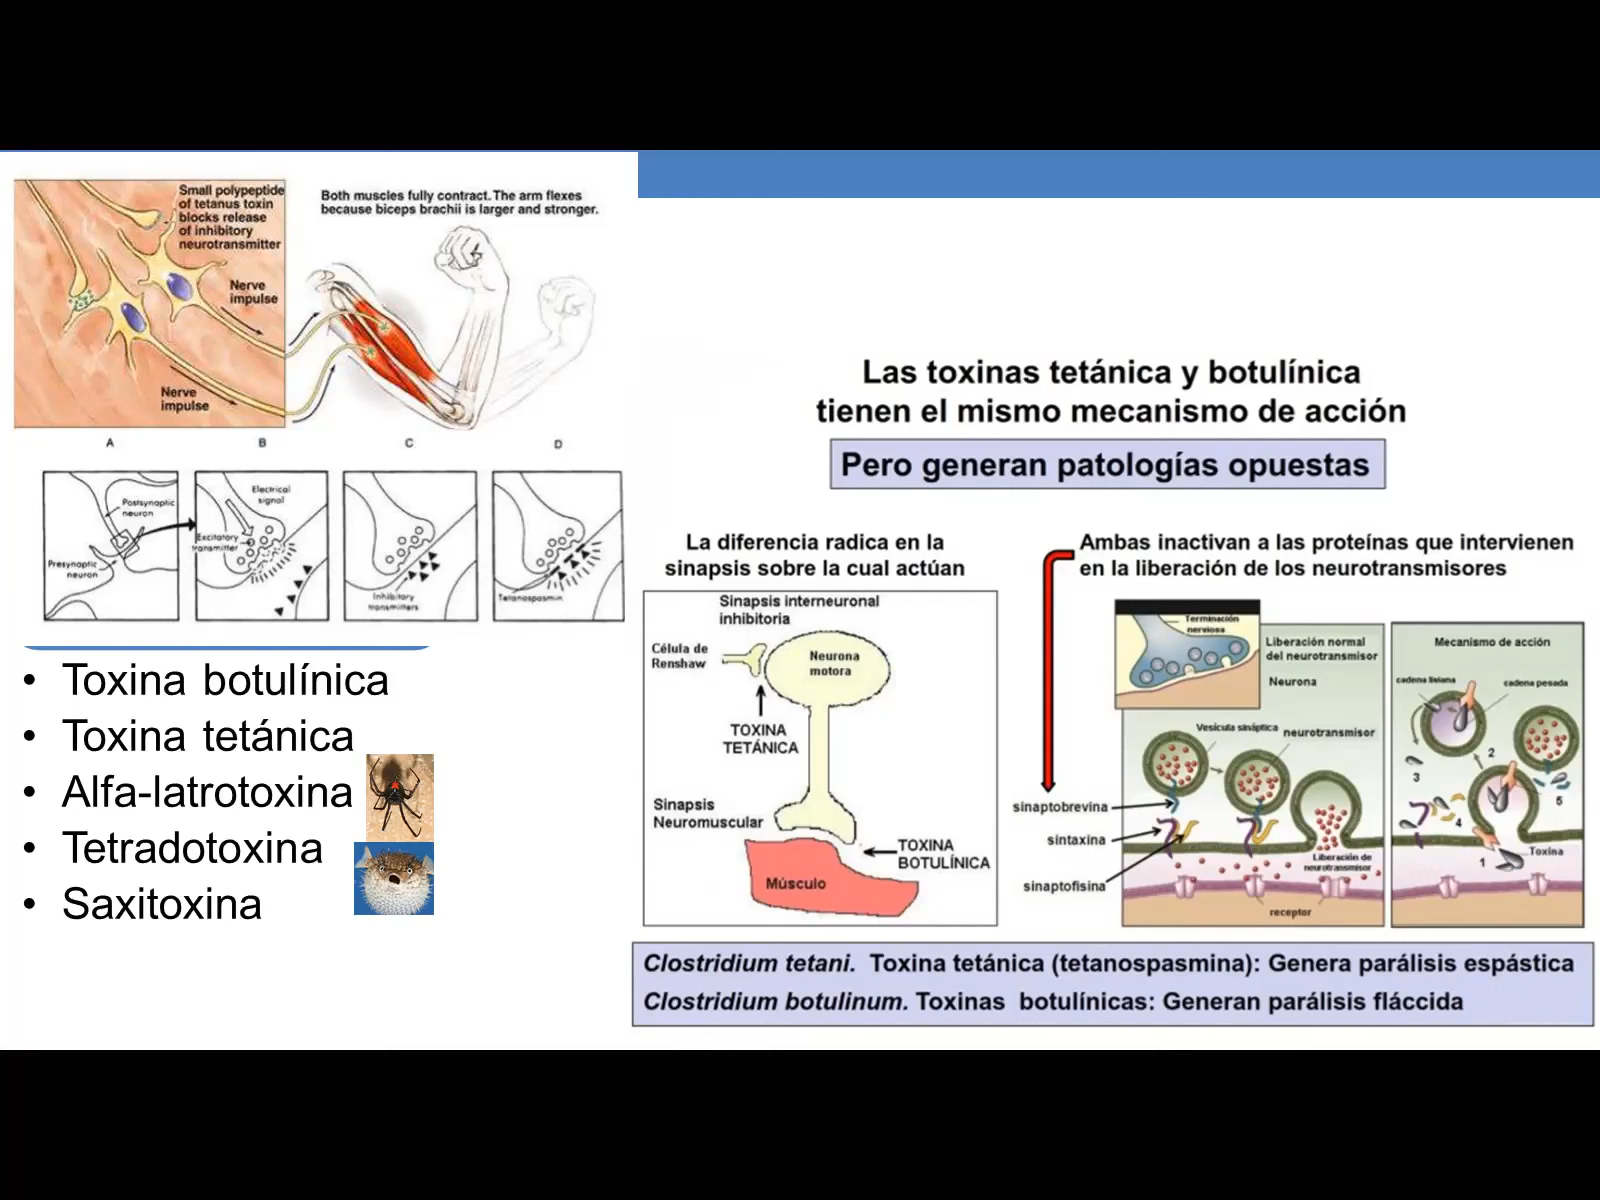 Small polypeptide
of tetanus toxin
blocks release
of inhibitory
neurotransmitter
Nerve
impulse
Nerve
impulse
Both muscles fully contract. The arm flexes
because biceps brachii is larger and stronger.
A
B
C
D
Postsynaptic
neuron
Presynaptic
neuron
Electrical
signal
Excitatory
transmitter
Inhibitory
transmitters
Tetanospasmin
• Toxina botulínica
• Toxina tetánica
• Alfa-latrotoxina
• Tetradotoxina
• Saxitoxina
Las toxinas tetánica y botulínica
tienen el mismo mecanismo de acción
Pero generan patologías opuestas
La diferencia radica en la
sinapsis sobre la cual actúan
Sinapsis interneuronal
inhibitoria
Célula de
Renshaw
Neurona
motora
TOXINA
TETÁNICA
Sinapsis
Neuromuscular
TOXINA
BOTULÍNICA
Músculo
Ambas inactivan a las proteínas que intervienen
en la liberación de los neurotransmisores
Terminación
nerviosa
Liberación normal
del neurotransmisor
Neurona
Vesícula sináptica
neurotransmisor
sinaptobrevina
sintaxina
sinaptofisina
Liberación de
neurotransmisor
receptor
Mecanismo de acción
cadena liviana
cadena pesada
2
3
4
5
1
Toxina
Clostridium tetani. Toxina tetánica (tetanospasmina): Genera parálisis espástica
Clostridium botulinum. Toxinas botulínicas: Generan parálisis fláccida